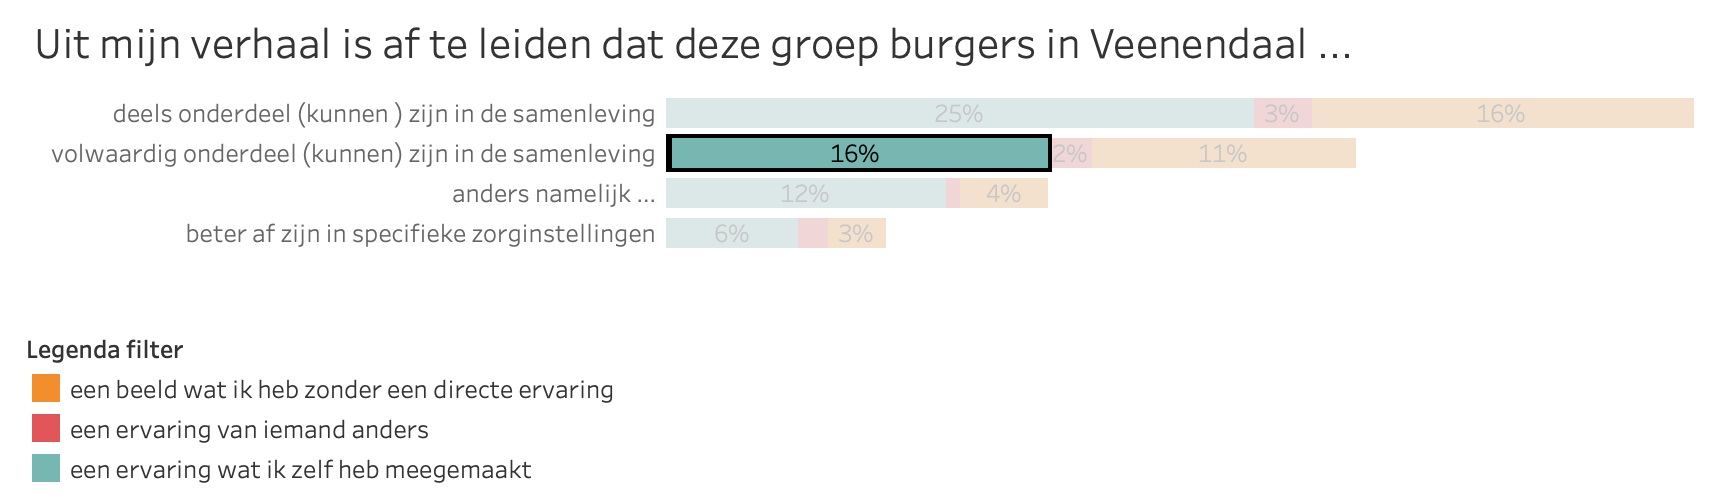 Uit mijn verhaal is af te leiden dat deze groep burgers in Veenendaal ...
deels onderdeel (kunnen ) zijn in de samenleving 25% 3% 16%
volwaardig onderdeel (kunnen) zijn in de samenleving 16% 2% 11%
anders namelijk ... 12% 4%
beter af zijn in specifieke zorginstellingen 6% 3%
Legenda filter
een beeld wat ik heb zonder een directe ervaring
een ervaring van iemand anders
een ervaring wat ik zelf heb meegemaakt